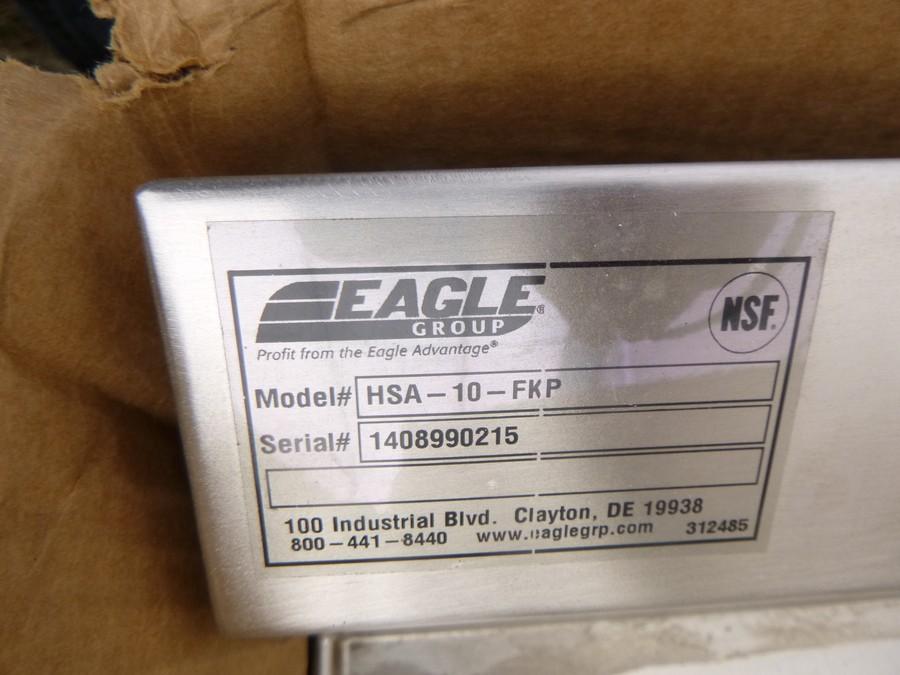 EAGLE®
GROUP
NSF®
Profit from the Eagle Advantage®
Model# HSA-10-FKP
Serial# 1408990215
100 Industrial Blvd. Clayton, DE 19938
800-441-8440 www.eaglegrp.com 312485